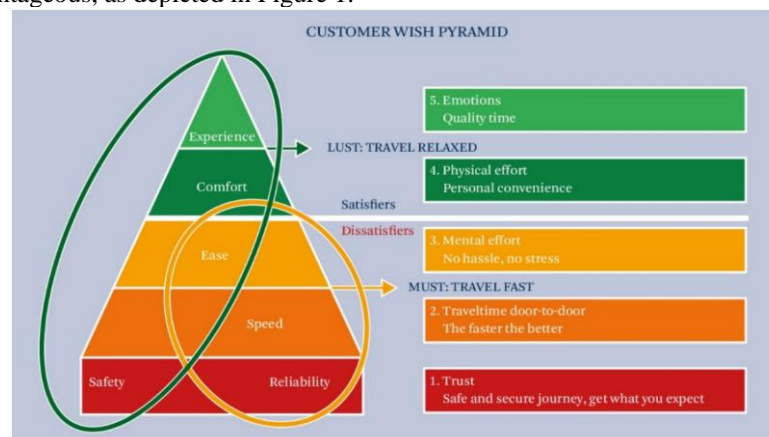 ntageous, as depicted in Figure 1.
CUSTOMER WISH PYRAMID
Experience
Comfort
Ease
Speed
Safety
Reliability
LUST: TRAVEL RELAXED
Satisfiers
Dissatisfiers
MUST: TRAVEL FAST
5. Emotions
Quality time
4. Physical effort
Personal convenience
3. Mental effort
No hassle, no stress
2. Traveltime door-to-door
The faster the better
1. Trust
Safe and secure journey, get what you expect